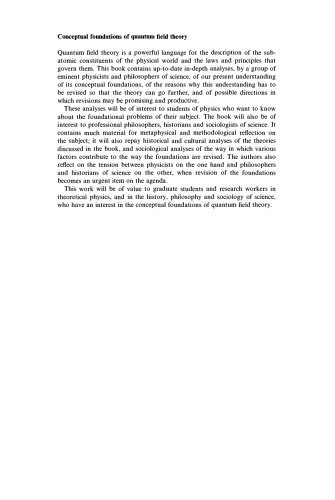 Conceptual foundations of quantum field theory
Quantum field theory is a powerful language for the description of the sub-
atomic constituents of the physical world and the laws and principles that
govern them. This book contains up-to-date in-depth analyses, by a group of
eminent physicists and philosophers of science, of our present understanding
of its conceptual foundations, of the reasons why this understanding has to
be revised so that the theory can go further, and of possible directions in
which revisions may be promising and productive.
These analyses will be of interest to students of physics who want to know
about the foundational problems of their subject. The book will also be of
interest to professional philosophers, historians and sociologists of science. It
contains much material for metaphysical and methodological reflection on
the subject; it will also repay historical and cultural analyses of the theories
discussed in the book, and sociological analyses of the way in which various
factors contribute to the way the foundations are revised. The authors also
reflect on the tension between physicists on the one hand and philosophers
and historians of science on the other, when revision of the foundations
becomes an urgent item on the agenda.
This work will be of value to graduate students and research workers in
theoretical physics, and in the history, philosophy and sociology of science,
who have an interest in the conceptual foundations of quantum field theory.